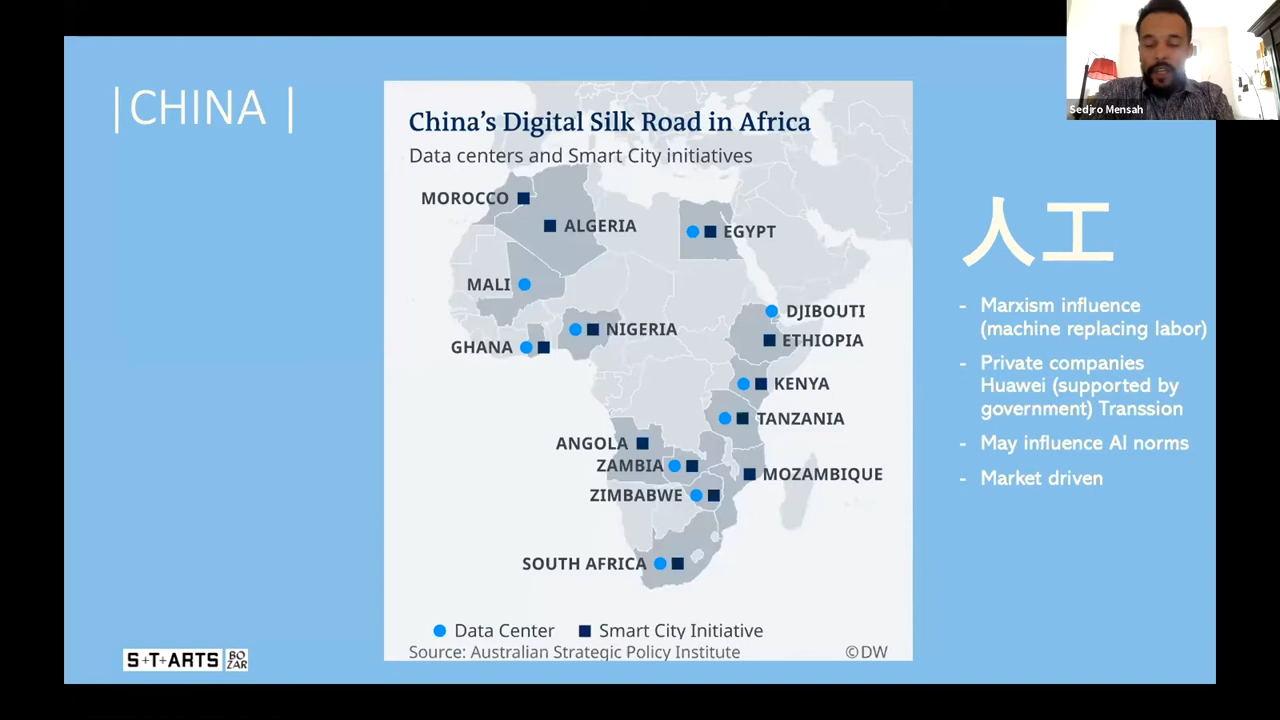 |CHINA |
China's Digital Silk Road in Africa
Data centers and Smart City initiatives
MOROCCO
ALGERIA
EGYPT
MALI
DJIBOUTI
NIGERIA
ETHIOPIA
GHANA
KENYA
TANZANIA
ANGOLA
ZAMBIA
MOZAMBIQUE
ZIMBABWE
SOUTH AFRICA
Data Center
Smart City Initiative
Source: Australian Strategic Policy Institute
©DW
人工
- Marxism influence
(machine replacing labor)
- Private companies
Huawei (supported by
government) Transsion
- May influence AI norms
- Market driven
S+T+ARTS
BO
ZAR
Sedjro Mensah